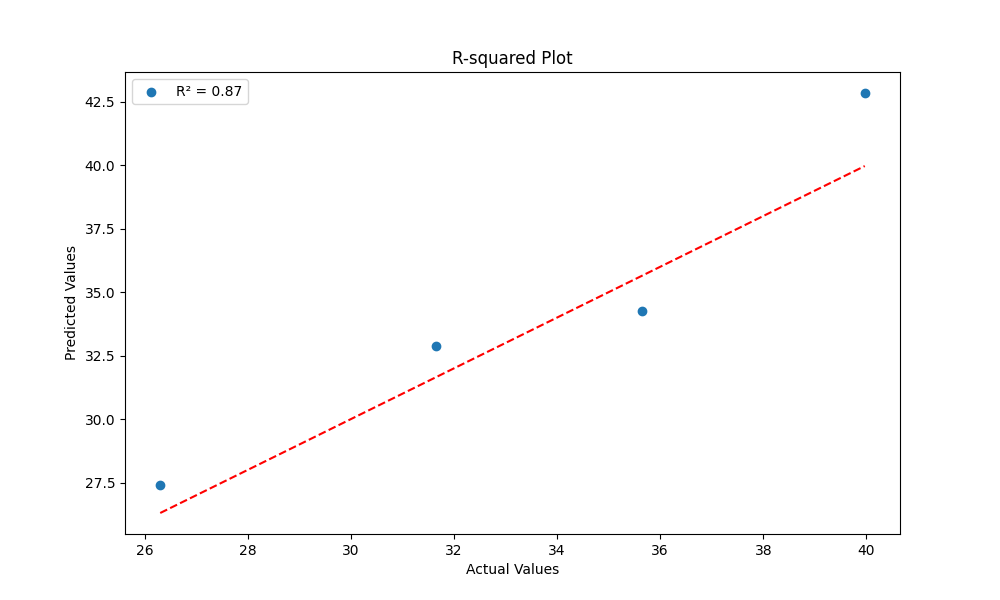 R-squared Plot
R² = 0.87
42.5
40.0
37.5
35.0
32.5
30.0
27.5
Predicted Values
26 28 30 32 34 36 38 40
Actual Values